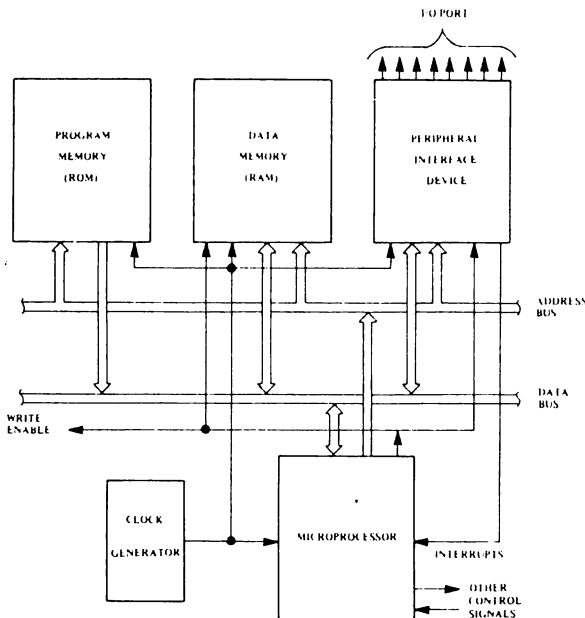 I/O PORT
PROGRAM
MEMORY
(ROM)
DATA
MEMORY
(RAM)
PERIPHERAL
INTERFACE
DEVICE
ADDRESS
BUS
DATA
BUS
WRITE
ENABLE
CLOCK
GENERATOR
MICROPROCESSOR
INTERRUPTS
OTHER
CONTROL
SIGNALS